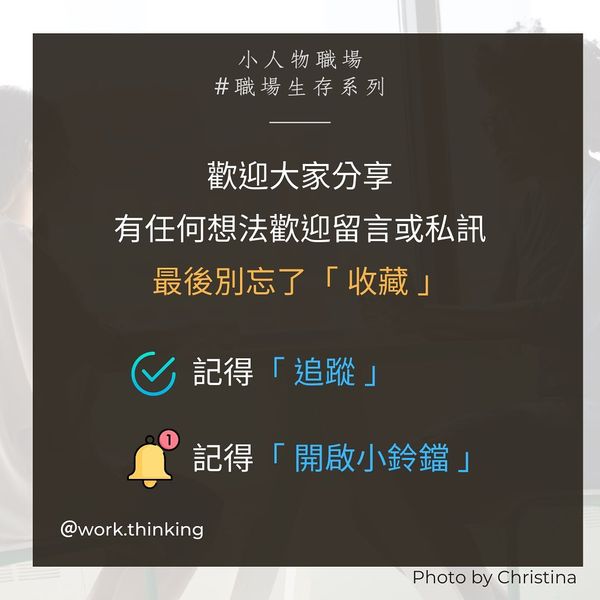 小人物職場
#職場生存系列
歡迎大家分享
有任何想法歡迎留言或私訊
最後別忘了「收藏」
記得「追蹤」
1
記得「開啟小鈴鐺」
@work.thinking
Photo by Christina